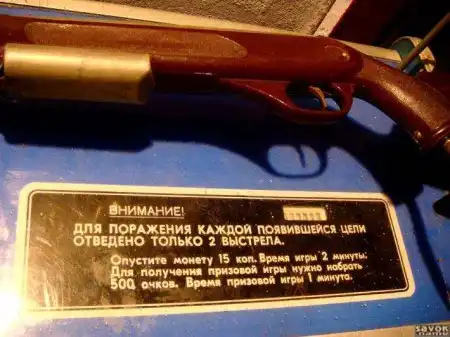 ВНИМАНИЕ!
ДЛЯ ПОРАЖЕНИЯ КАЖДОЙ ПОЯВИВШЕЙСЯ ЦЕЛИ
ОТВЕДЕНО ТОЛЬКО 2 ВЫСТРЕЛА.
Опустите монету 15 коп. Время игры 2 минуты.
Для получения призовой игры нужно набрать
500 очков. Время призовой игры 1 минута.
savok